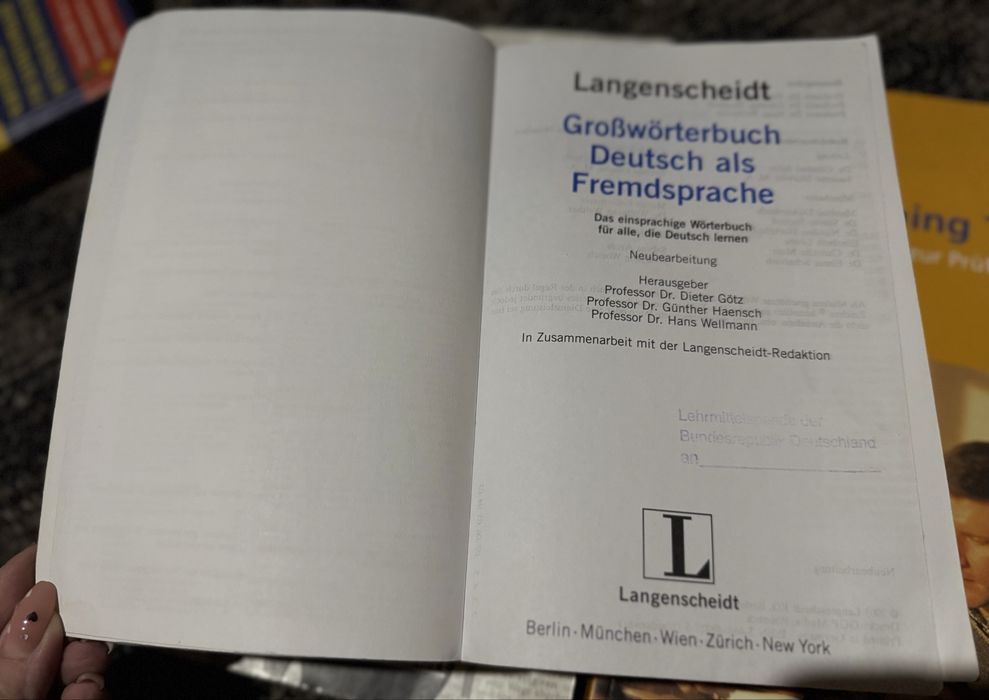 Langenscheidt
Großwörterbuch
Deutsch als
Fremdsprache
Das einsprachige Wörterbuch
für alle, die Deutsch lernen
Neubearbeitung
Herausgeber
Professor Dr. Dieter Götz
Professor Dr. Günther Haensch
Professor Dr. Hans Wellmann
In Zusammenarbeit mit der Langenscheidt-Redaktion
Lehrmittelspende der
Bundesrepublik Deutschland
an
L
Langenscheidt
Berlin · München · Wien · Zürich · New York